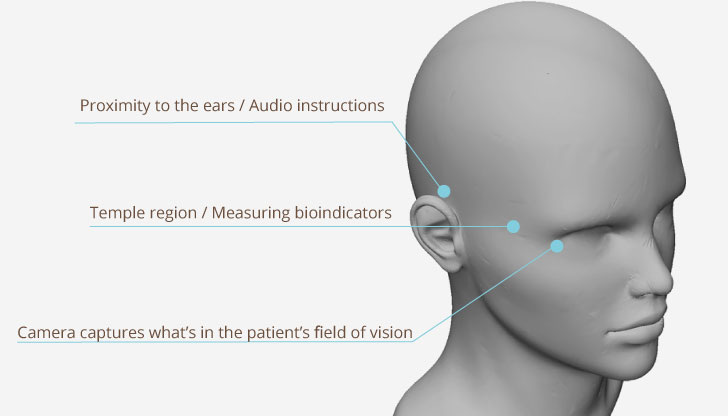 Proximity to the ears / Audio instructions
Temple region / Measuring bioindicators
Camera captures what’s in the patient’s field of vision